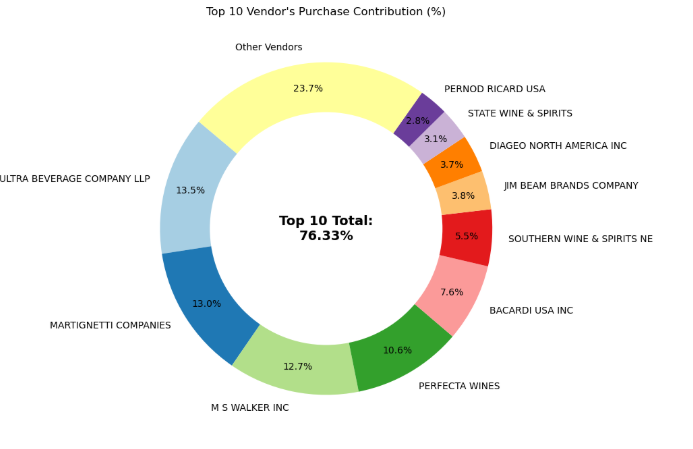 Top 10 Vendor's Purchase Contribution (%)
Other Vendors
23.7%
PERNOD RICARD USA
2.8%
STATE WINE & SPIRITS
3.1%
DIAGEO NORTH AMERICA INC
3.7%
JIM BEAM BRANDS COMPANY
3.8%
SOUTHERN WINE & SPIRITS NE
5.5%
BACARDI USA INC
7.6%
PERFECTA WINES
10.6%
M S WALKER INC
12.7%
MARTIGNETTI COMPANIES
13.0%
ULTRA BEVERAGE COMPANY LLP
13.5%
Top 10 Total:
76.33%